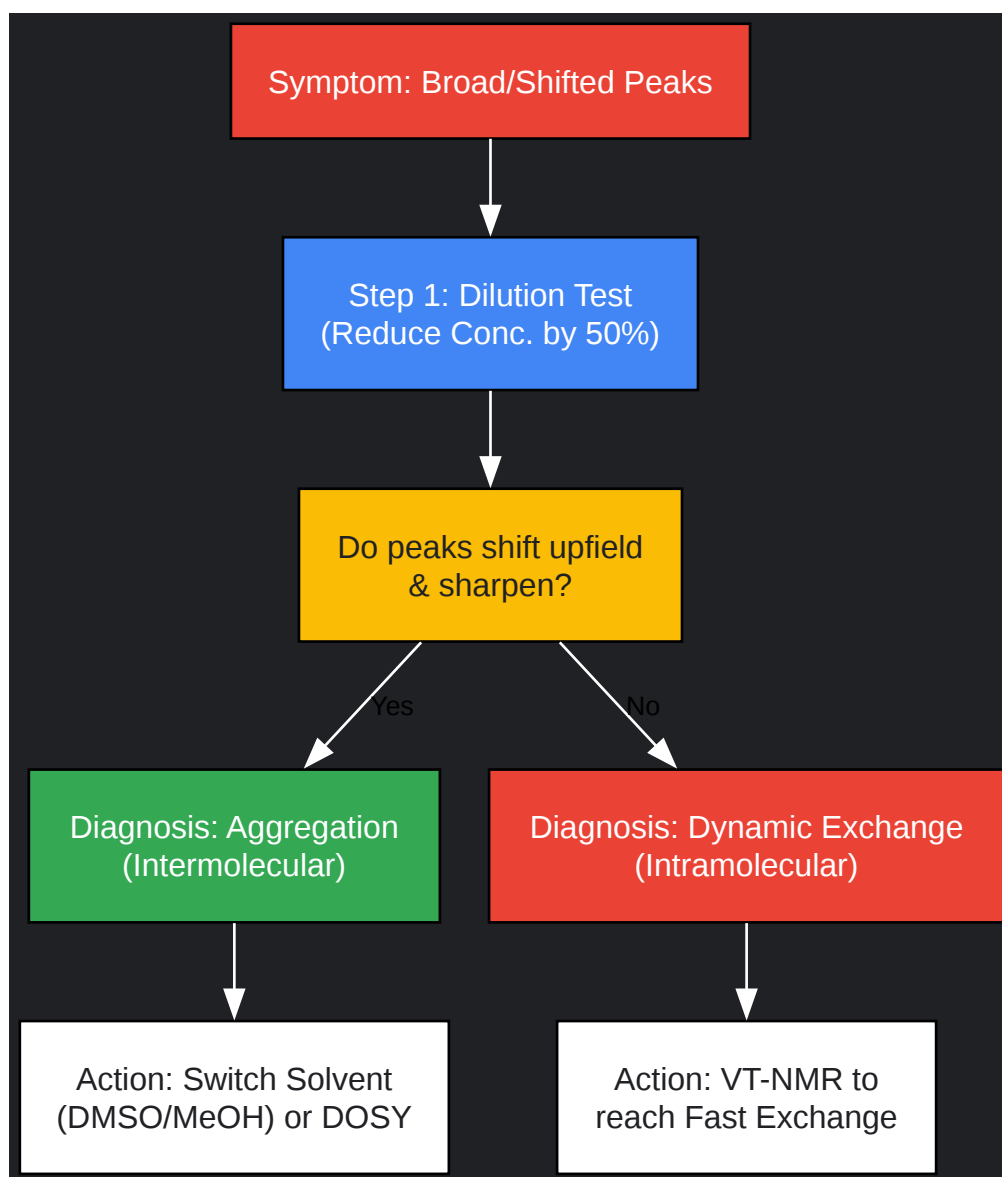 Symptom: Broad/Shifted Peaks
Step 1: Dilution Test
(Reduce Conc. by 50%)
Do peaks shift upfield
& sharpen?
Yes
No
Diagnosis: Aggregation
(Intermolecular)
Diagnosis: Dynamic Exchange
(Intramolecular)
Action: Switch Solvent
(DMSO/MeOH) or DOSY
Action: VT-NMR to
reach Fast Exchange